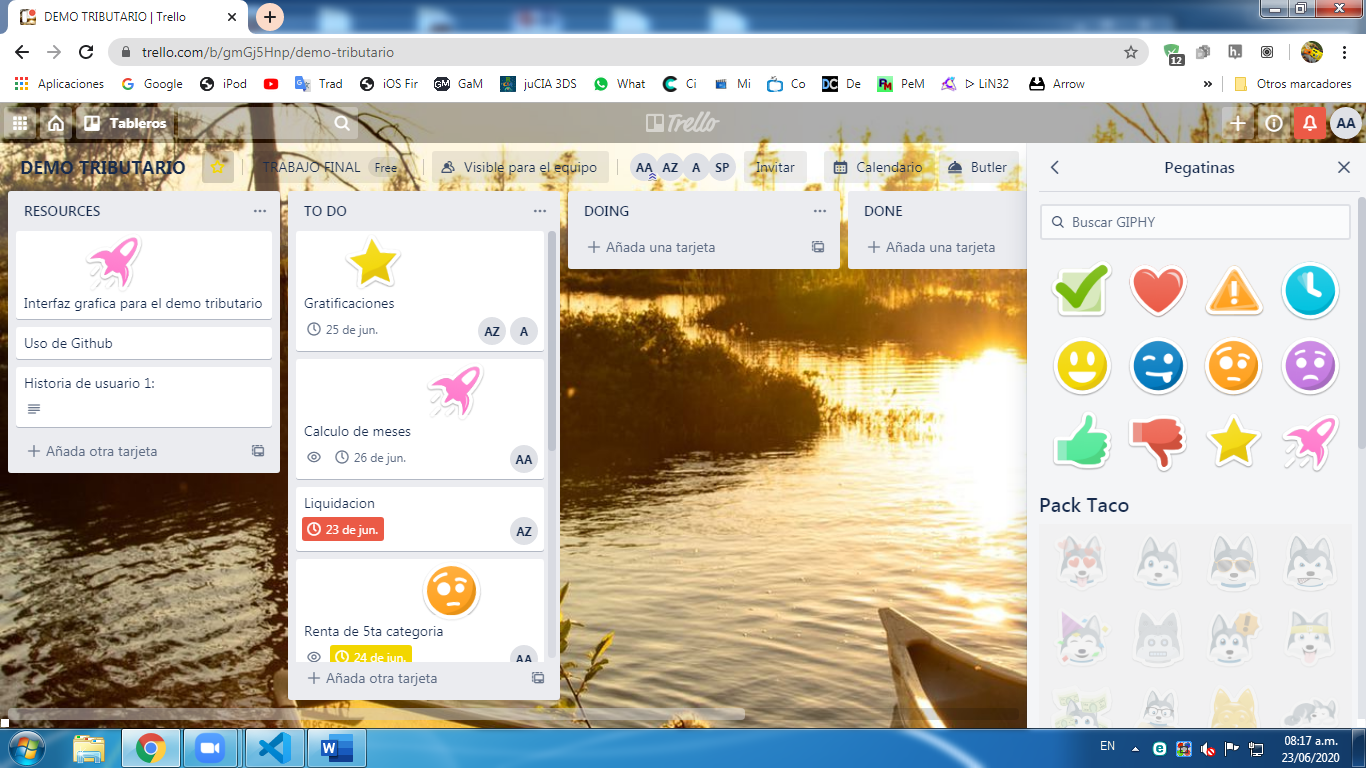 DEMO TRIBUTARIO | Trello
trello.com/b/gmGj5Hnp/demo-tributario
12
Aplicaciones Google iPod Trad iOS Fir GaM juCIA 3DS What Ci Mi Co De PeM ᐅ LiN32 Arrow » Otros marcadores
Tableros Trello AA
DEMO TRIBUTARIO TRABAJO FINAL Free Visible para el equipo AA AZ A SP Invitar Calendario Butler
RESOURCES
Interfaz grafica para el demo tributario
Uso de Github
Historia de usuario 1:
Añada otra tarjeta
TO DO
Gratificaciones
25 de jun. AZ A
Calculo de meses
26 de jun. AA
Liquidacion
23 de jun. AZ
Renta de 5ta categoria
24 de jun. AA
Añada otra tarjeta
DOING
Añada una tarjeta
DONE
Añada una tarjeta
Pegatinas
Buscar GIPHY
Pack Taco
EN 08:17 a.m.
23/06/2020